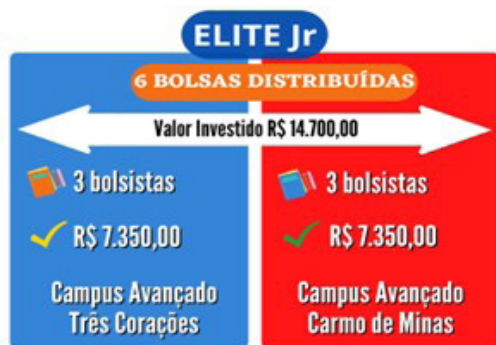 ELITE Jr
6 BOLSAS DISTRIBUÍDAS
Valor Investido R$ 14.700,00
3 bolsistas
R$ 7.350,00
Campus Avançado
Três Corações
3 bolsistas
R$ 7.350,00
Campus Avançado
Carmo de Minas